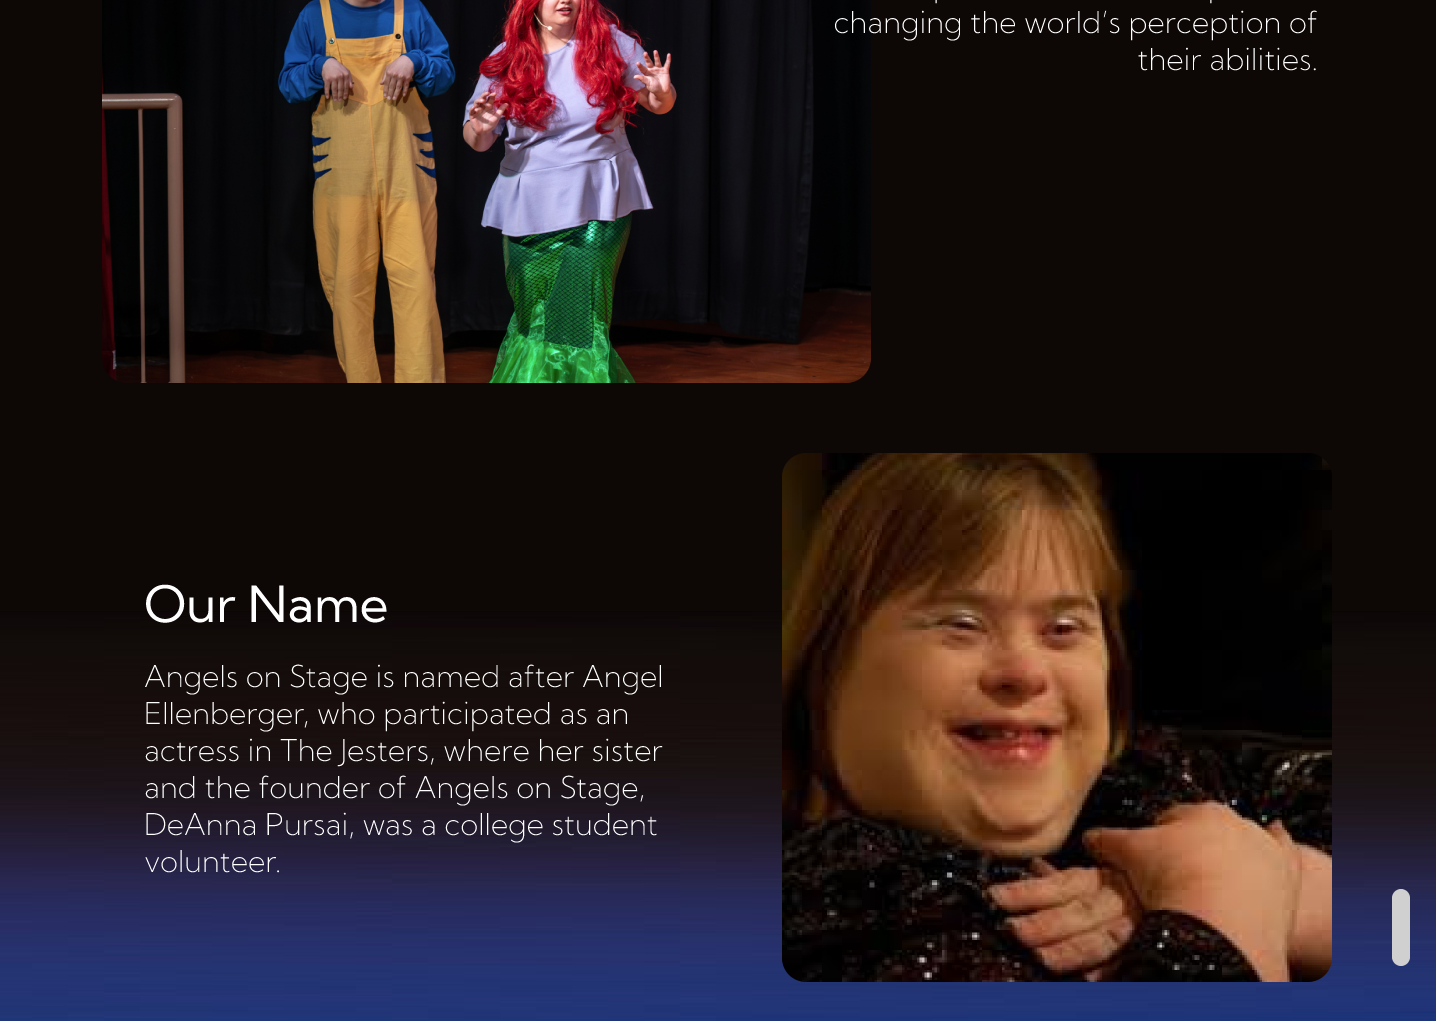 changing the world’s perception of
their abilities.
Our Name
Angels on Stage is named after Angel
Ellenberger, who participated as an
actress in The Jesters, where her sister
and the founder of Angels on Stage,
DeAnna Pursai, was a college student
volunteer.